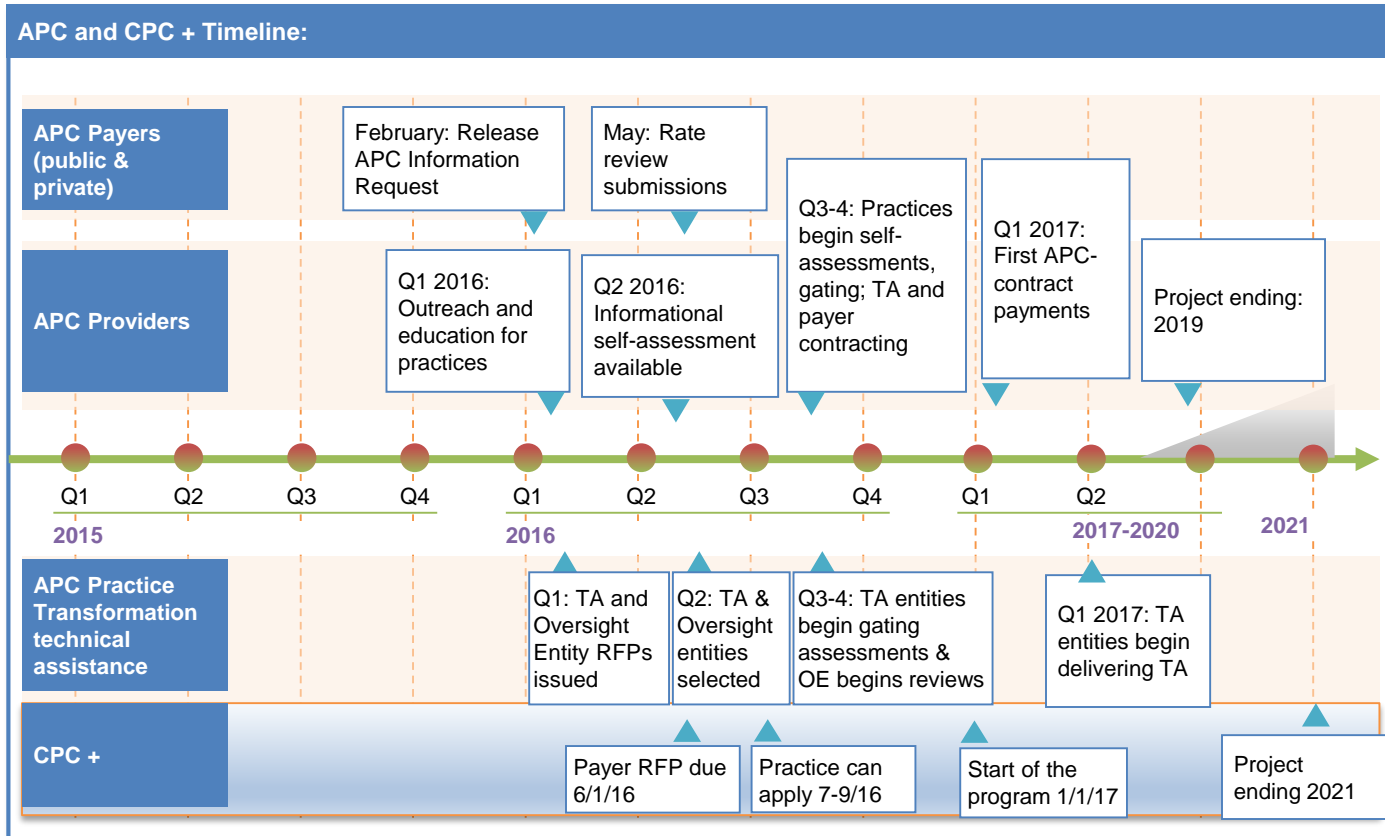 APC and CPC + Timeline:
APC Payers
(public &
private)
February: Release
APC Information
Request
May: Rate
review
submissions
Q3-4: Practices
begin self-
assessments,
gating; TA and
payer
contracting
Q1 2017:
First APC-
contract
payments
APC Providers
Q1 2016:
Outreach and
education for
practices
Q2 2016:
Informational
self-assessment
available
Project ending:
2019
Q1
Q2
Q3
Q4
Q1
Q2
Q3
Q4
Q1
Q2
2015
2016
2017-2020
2021
APC Practice
Transformation
technical
assistance
Q1: TA and
Oversight
Entity RFPs
issued
Q2: TA &
Oversight
entities
selected
Q3-4: TA entities
begin gating
assessments &
OE begins reviews
Q1 2017: TA
entities begin
delivering TA
CPC +
Payer RFP due
6/1/16
Practice can
apply 7-9/16
Start of the
program 1/1/17
Project
ending 2021